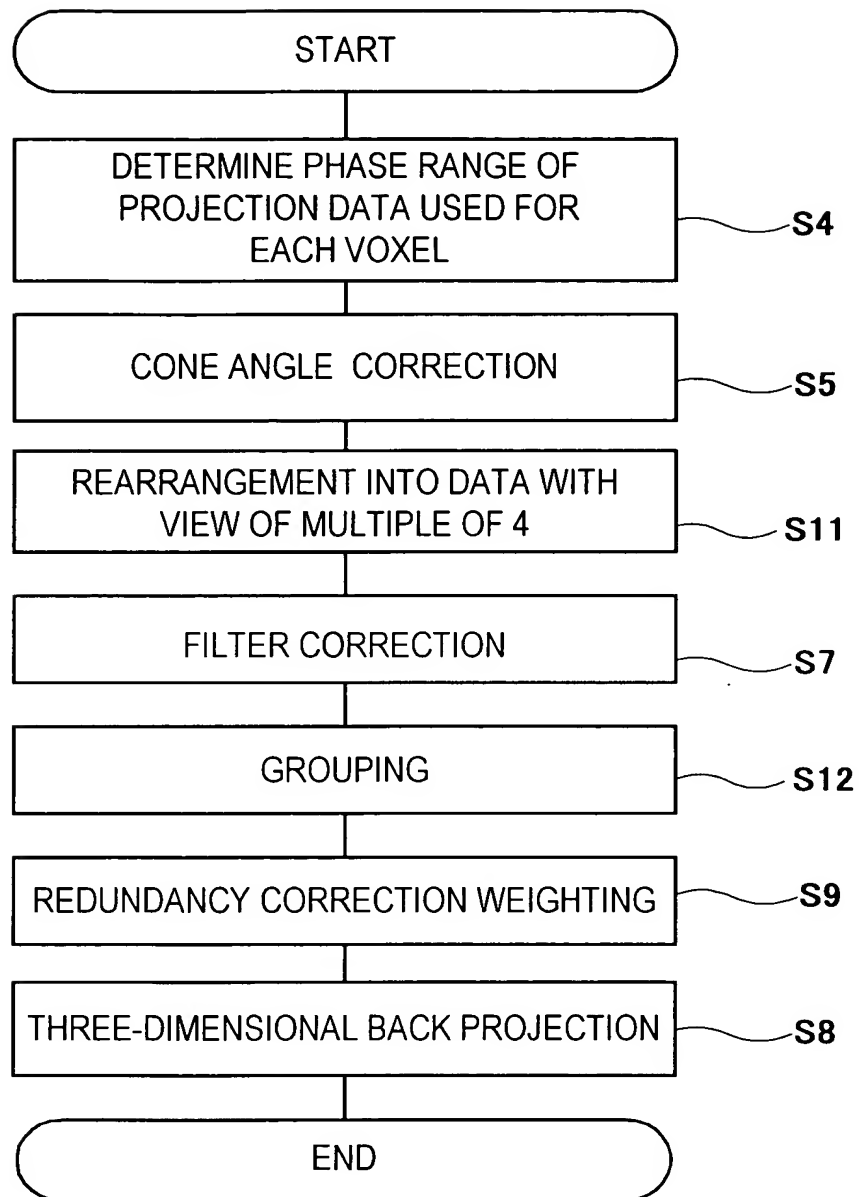 START
DETERMINE PHASE RANGE OF
PROJECTION DATA USED FOR
EACH VOXEL
S4
CONE ANGLE CORRECTION
S5
REARRANGEMENT INTO DATA WITH
VIEW OF MULTIPLE OF 4
S11
FILTER CORRECTION
S7
GROUPING
S12
REDUNDANCY CORRECTION WEIGHTING
S9
THREE-DIMENSIONAL BACK PROJECTION
S8
END